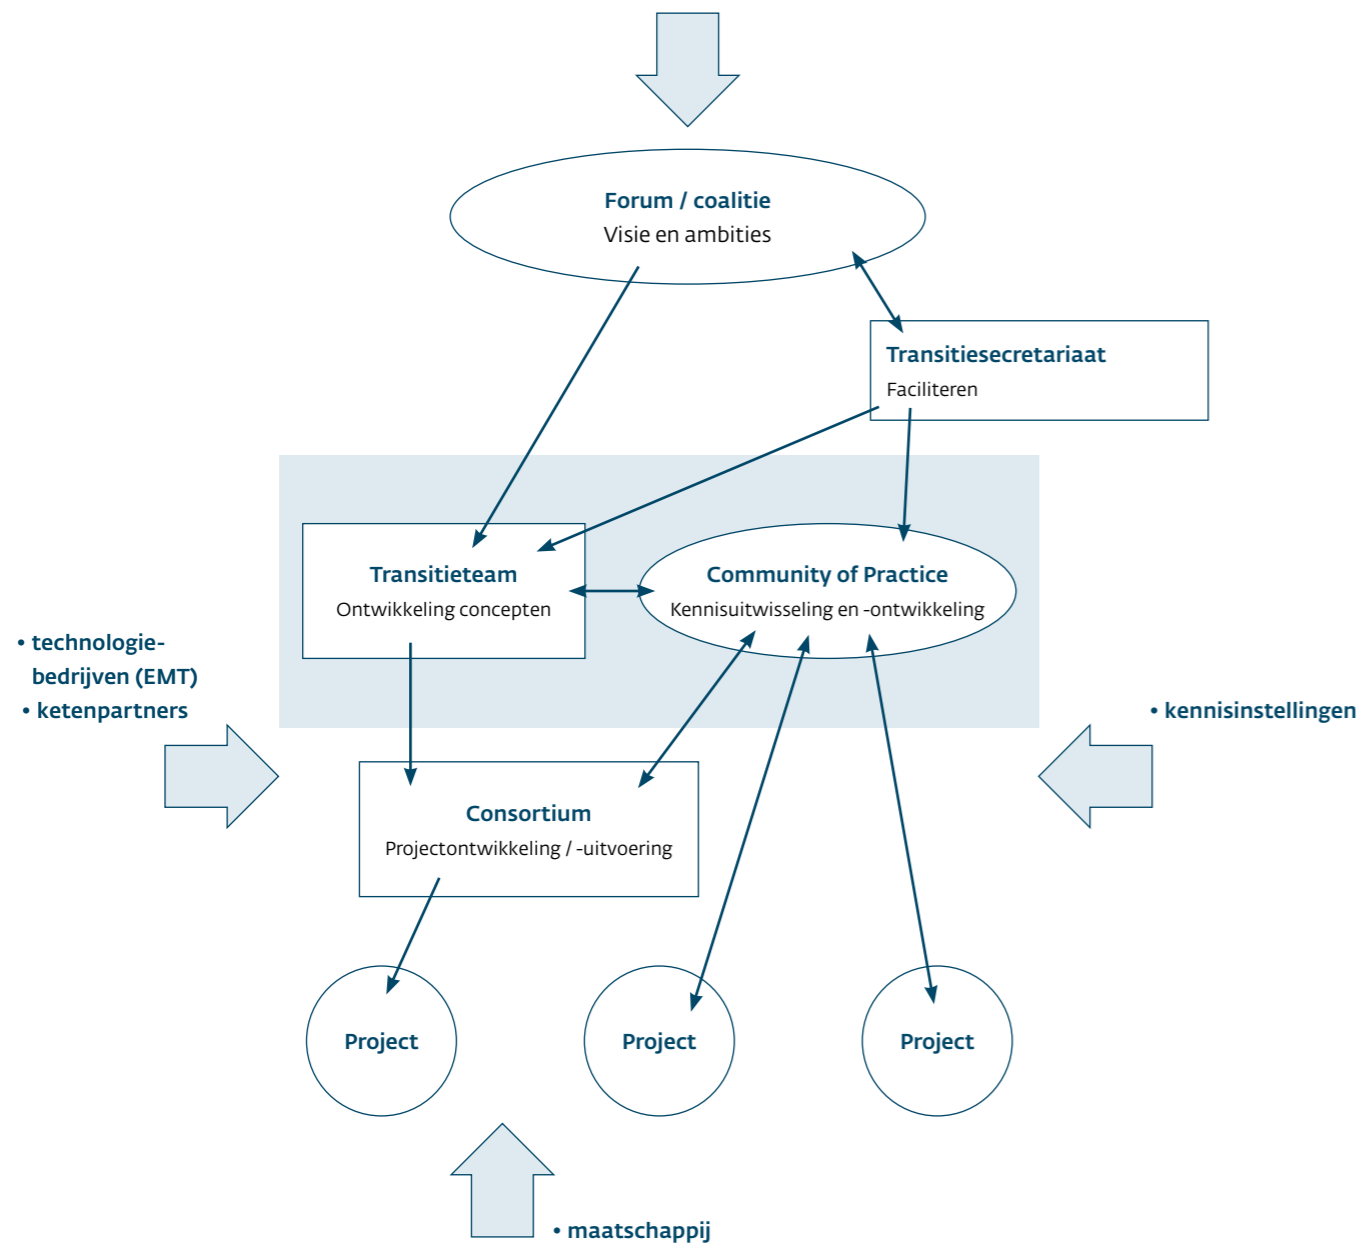 Forum / coalitie
Visie en ambities
Transitiesecretariaat
Faciliteren
Transitieteam
Ontwikkeling concepten
Community of Practice
Kennisuitwisseling en -ontwikkeling
• technologie-
bedrijven (EMT)
• ketenpartners
• kennisinstellingen
Consortium
Projectontwikkeling / -uitvoering
Project
Project
Project
• maatschappij